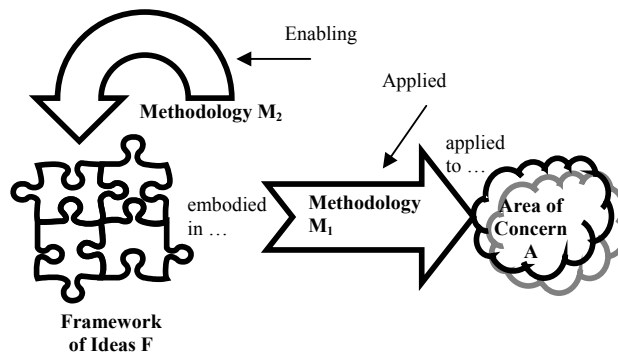 Enabling
Methodology M₂
Applied
applied
to …
embodied
in …
Methodology
M₁
Area of
Concern
A
Framework
of Ideas F